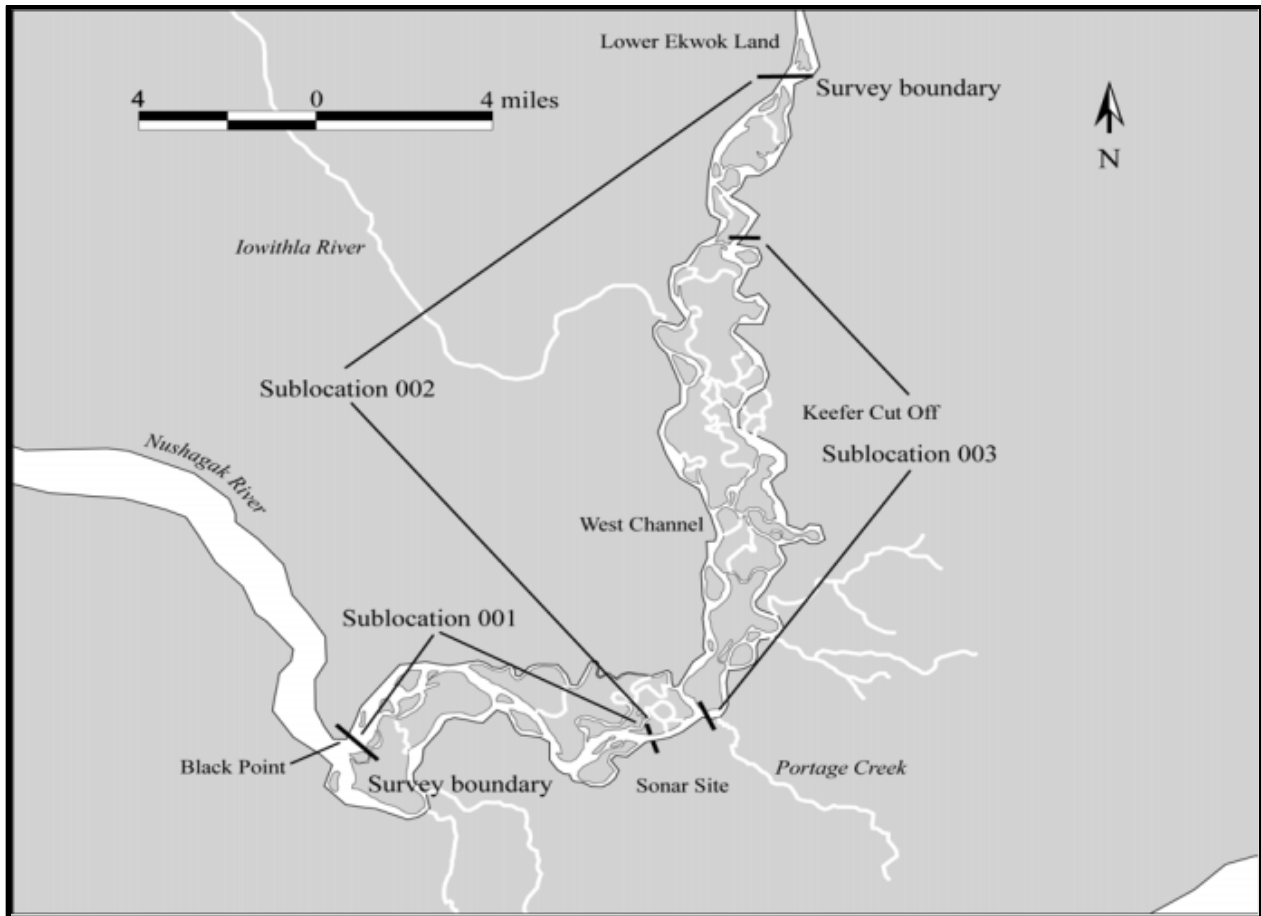 Lower Ekwok Land
Survey boundary
4 0 4 miles
N
Iowithla River
Sublocation 002
Keefer Cut Off
Sublocation 003
Nushagak River
West Channel
Sublocation 001
Black Point
Survey boundary
Sonar Site
Portage Creek